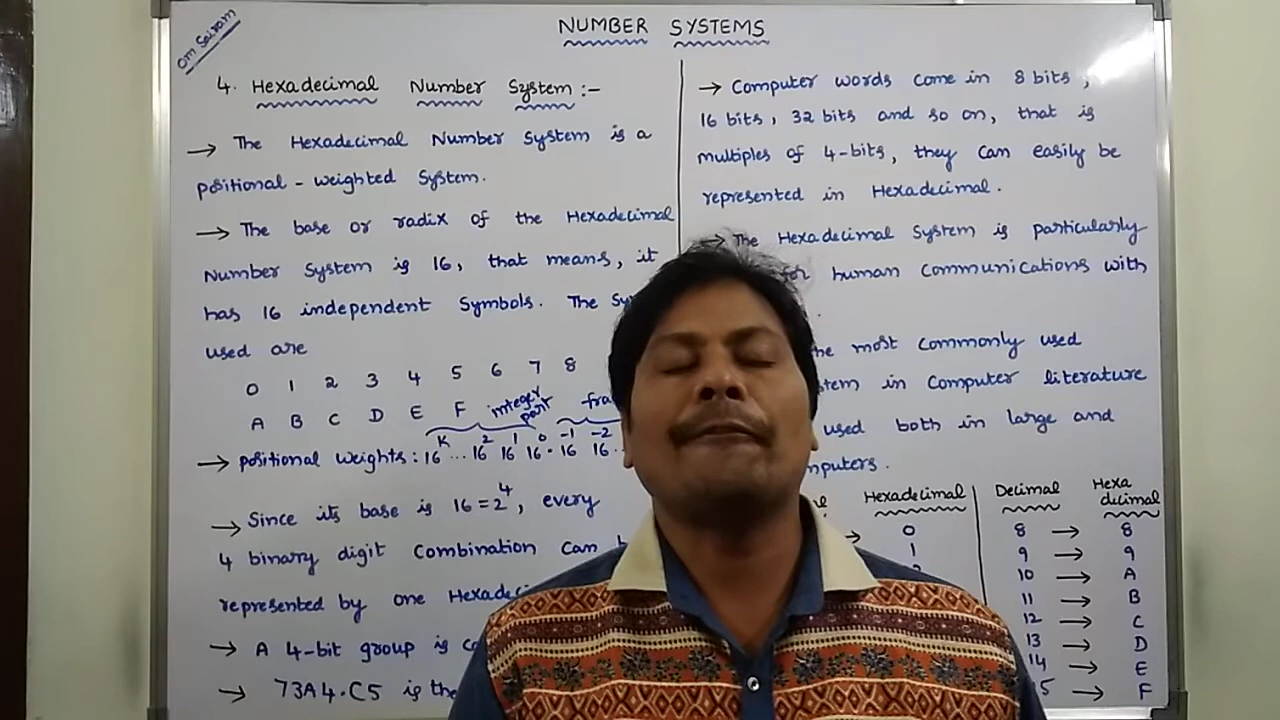 Om Sairam
NUMBER SYSTEMS
4. Hexadecimal Number System :-
→ The Hexadecimal Number System is a
positional - weighted System.
→ The base or radix of the Hexadecimal
Number System is 16, that means, it
has 16 independent Symbols. The
used are
0 1 2 3 4 5 6 7 8
A B C D E F
integer part
→ positional weights : 16^K ... 16^2 16^1 16^0 . 16^-1 16^-2 ..
→ Since its base is 16 = 2^4, every
4 binary digit combination can
represented by one
→ A 4-bit group is
→ 73A4.C5 is the
→ Computer words come in 8 bits,
16 bits, 32 bits and so on, that is
multiples of 4-bits, they can easily be
represented in Hexadecimal.
→ The Hexadecimal System is particularly
for human communications with
the most commonly used
in Computer literature
used both in large and
Hexadecimal Decimal Hexa decimal
→ 0 8 → 8
1 9 → 9
10 → A
11 → B
12 → C
13 → D
14 → E
5 → F